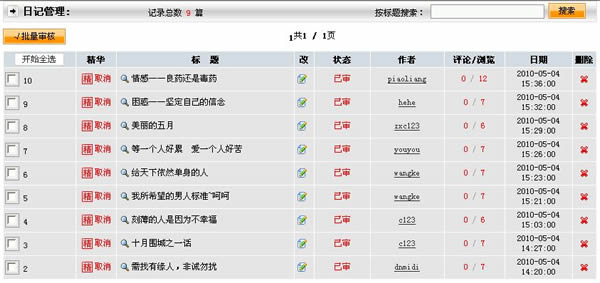 日记管理:　记录总数 9 篇　按标题搜索:　搜索
√批量审核　1共1 / 1页
开始全选　精华　标　题　改　状态　作者　评论/浏览　日期　删除
10　精 取消　情感——良药还是毒药　已审　piaoliang　0 / 12　2010-05-04 15:36:00
9　精 取消　困惑——坚定自己的信念　已审　hehe　0 / 7　2010-05-04 15:32:00
8　精 取消　美丽的五月　已审　zxc123　0 / 6　2010-05-04 15:29:00
7　精 取消　等一个人好累　爱一个人好苦　已审　youyou　0 / 7　2010-05-04 15:26:00
6　精 取消　给天下依然单身的人　已审　wangke　0 / 7　2010-05-04 15:23:00
5　精 取消　我所希望的男人标准~呵呵　已审　wangke　0 / 7　2010-05-04 15:21:00
4　精 取消　刻薄的人是因为不幸福　已审　c123　0 / 6　2010-05-04 15:03:00
3　精 取消　十月围城之一话　已审　c123　0 / 7　2010-05-04 14:27:00
2　精 取消　需找有缘人，非诚勿扰　已审　dnmidi　0 / 7　2010-05-04 14:20:00